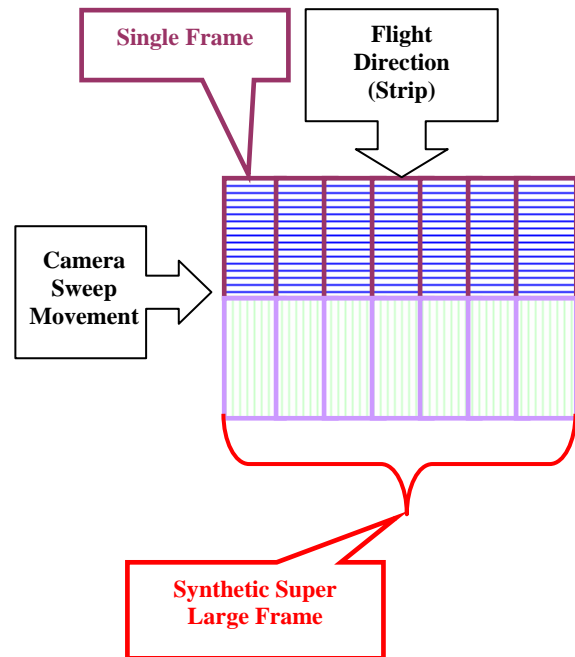 Single Frame
Flight
Direction
(Strip)
Camera
Sweep
Movement
Synthetic Super
Large Frame